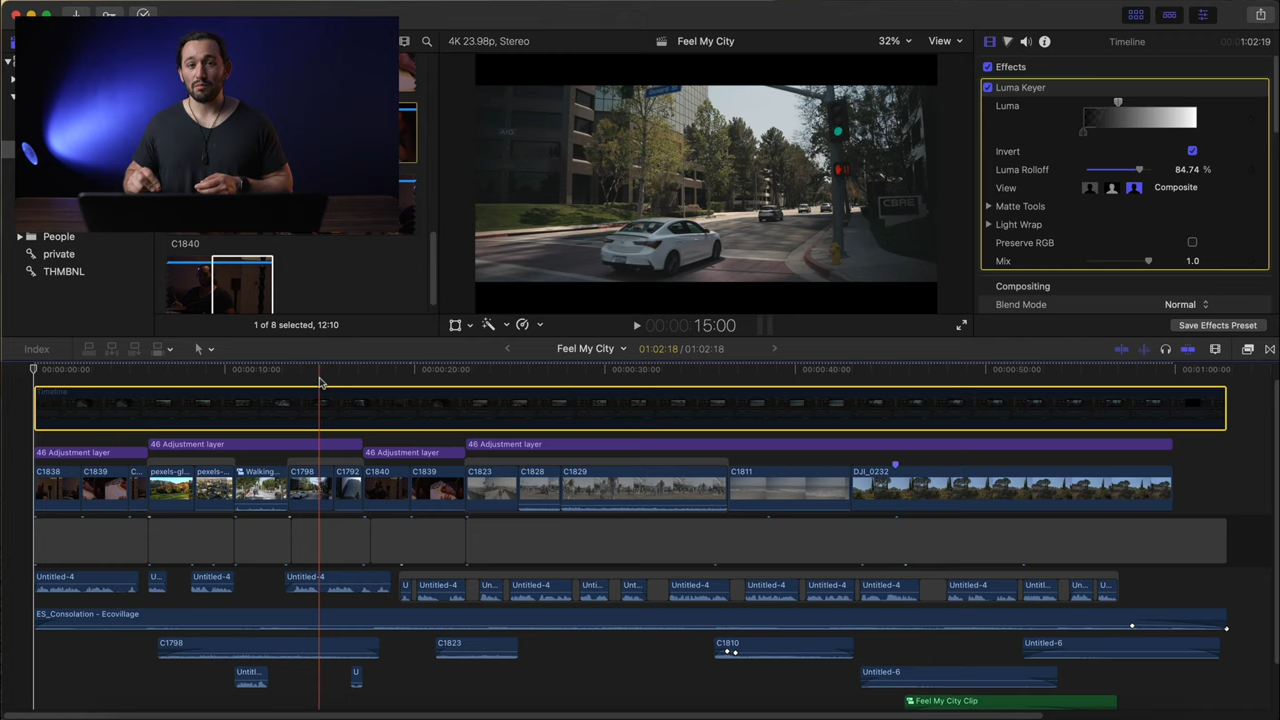 4K 23.98p, Stereo
Feel My City
32%
View
Timeline
1:02:19
Effects
Luma Keyer
Luma
Invert
Luma Rolloff
84.74 %
View
Composite
Matte Tools
Light Wrap
Preserve RGB
Mix
1.0
Compositing
Blend Mode
Normal
Save Effects Preset
AIG
CBRE
People
private
THMBNL
C1840
1 of 8 selected, 12:10
00:00:15:00
Index
Feel My City
01:02:18 / 01:02:18
00:00:00:00
00:00:10:00
00:00:20:00
00:00:30:00
00:00:40:00
00:00:50:00
00:01:00:00
Timeline
46 Adjustment layer
46 Adjustment layer
46 Adjustment layer
46 Adjustment layer
C1838
C1839
C...
pexels-gl...
pexels-...
Walking...
C1798
C1792
C1840
C1839
C1823
C1828
C1829
C1811
DJI_0232
Untitled-4
U...
Untitled-4
Untitled-4
U
Untitled-4
Un...
Untitled-4
Unti...
Unt...
Untitled-4
Untitled-4
Untitled-4
Untitled-4
Untitled-4
Untitl...
Un...
U...
ES_Consolation - Ecovillage
C1798
C1823
C1810
Untitled-6
Untitl...
U
Untitled-6
Feel My City Clip